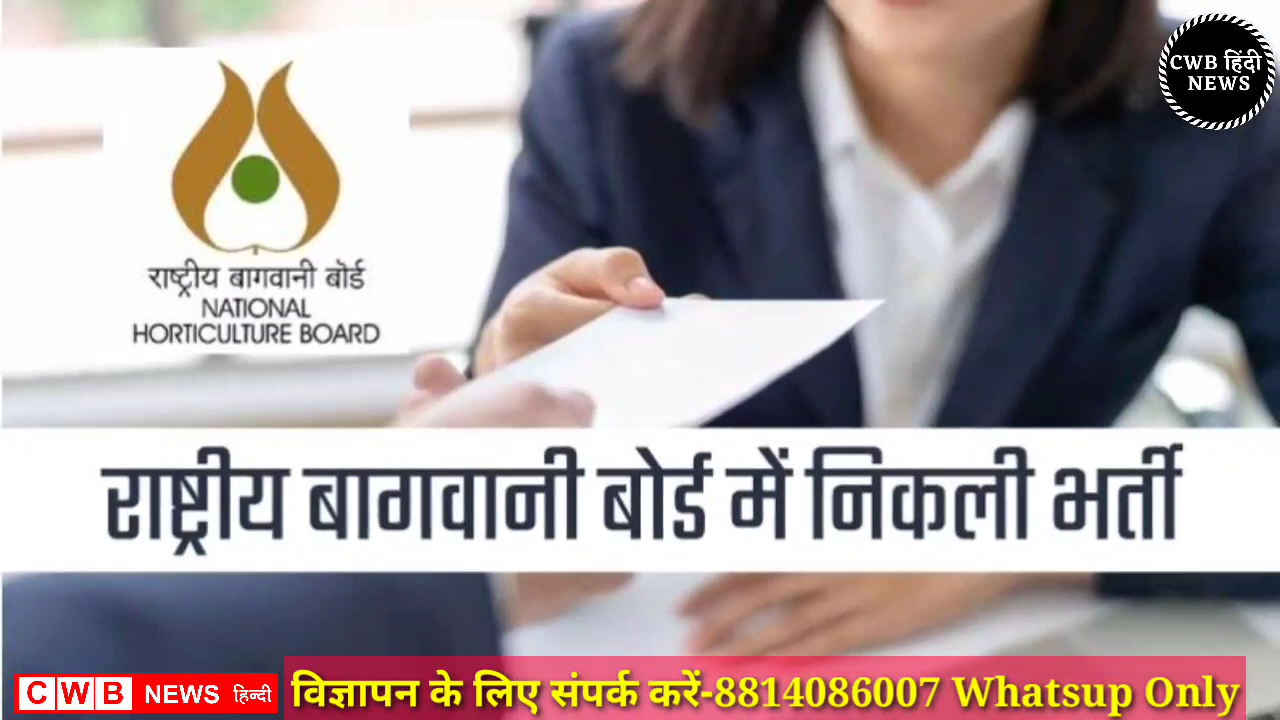 CWB हिंदी
NEWS
राष्ट्रीय बागवानी बॊर्ड
NATIONAL
HORTICULTURE BOARD
राष्ट्रीय बागवानी बोर्ड में निकली भर्ती
CWB NEWS हिन्दी
विज्ञापन के लिए संपर्क करें-8814086007 Whatsup Only